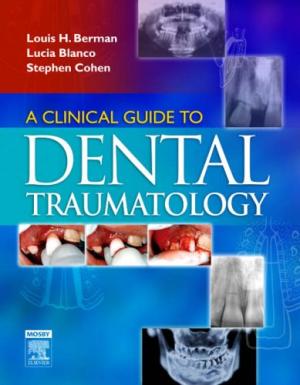 Louis H. Berman
Lucia Blanco
Stephen Cohen
A CLINICAL GUIDE TO
DENTAL
TRAUMATOLOGY
MOSBY
ELSEVIER